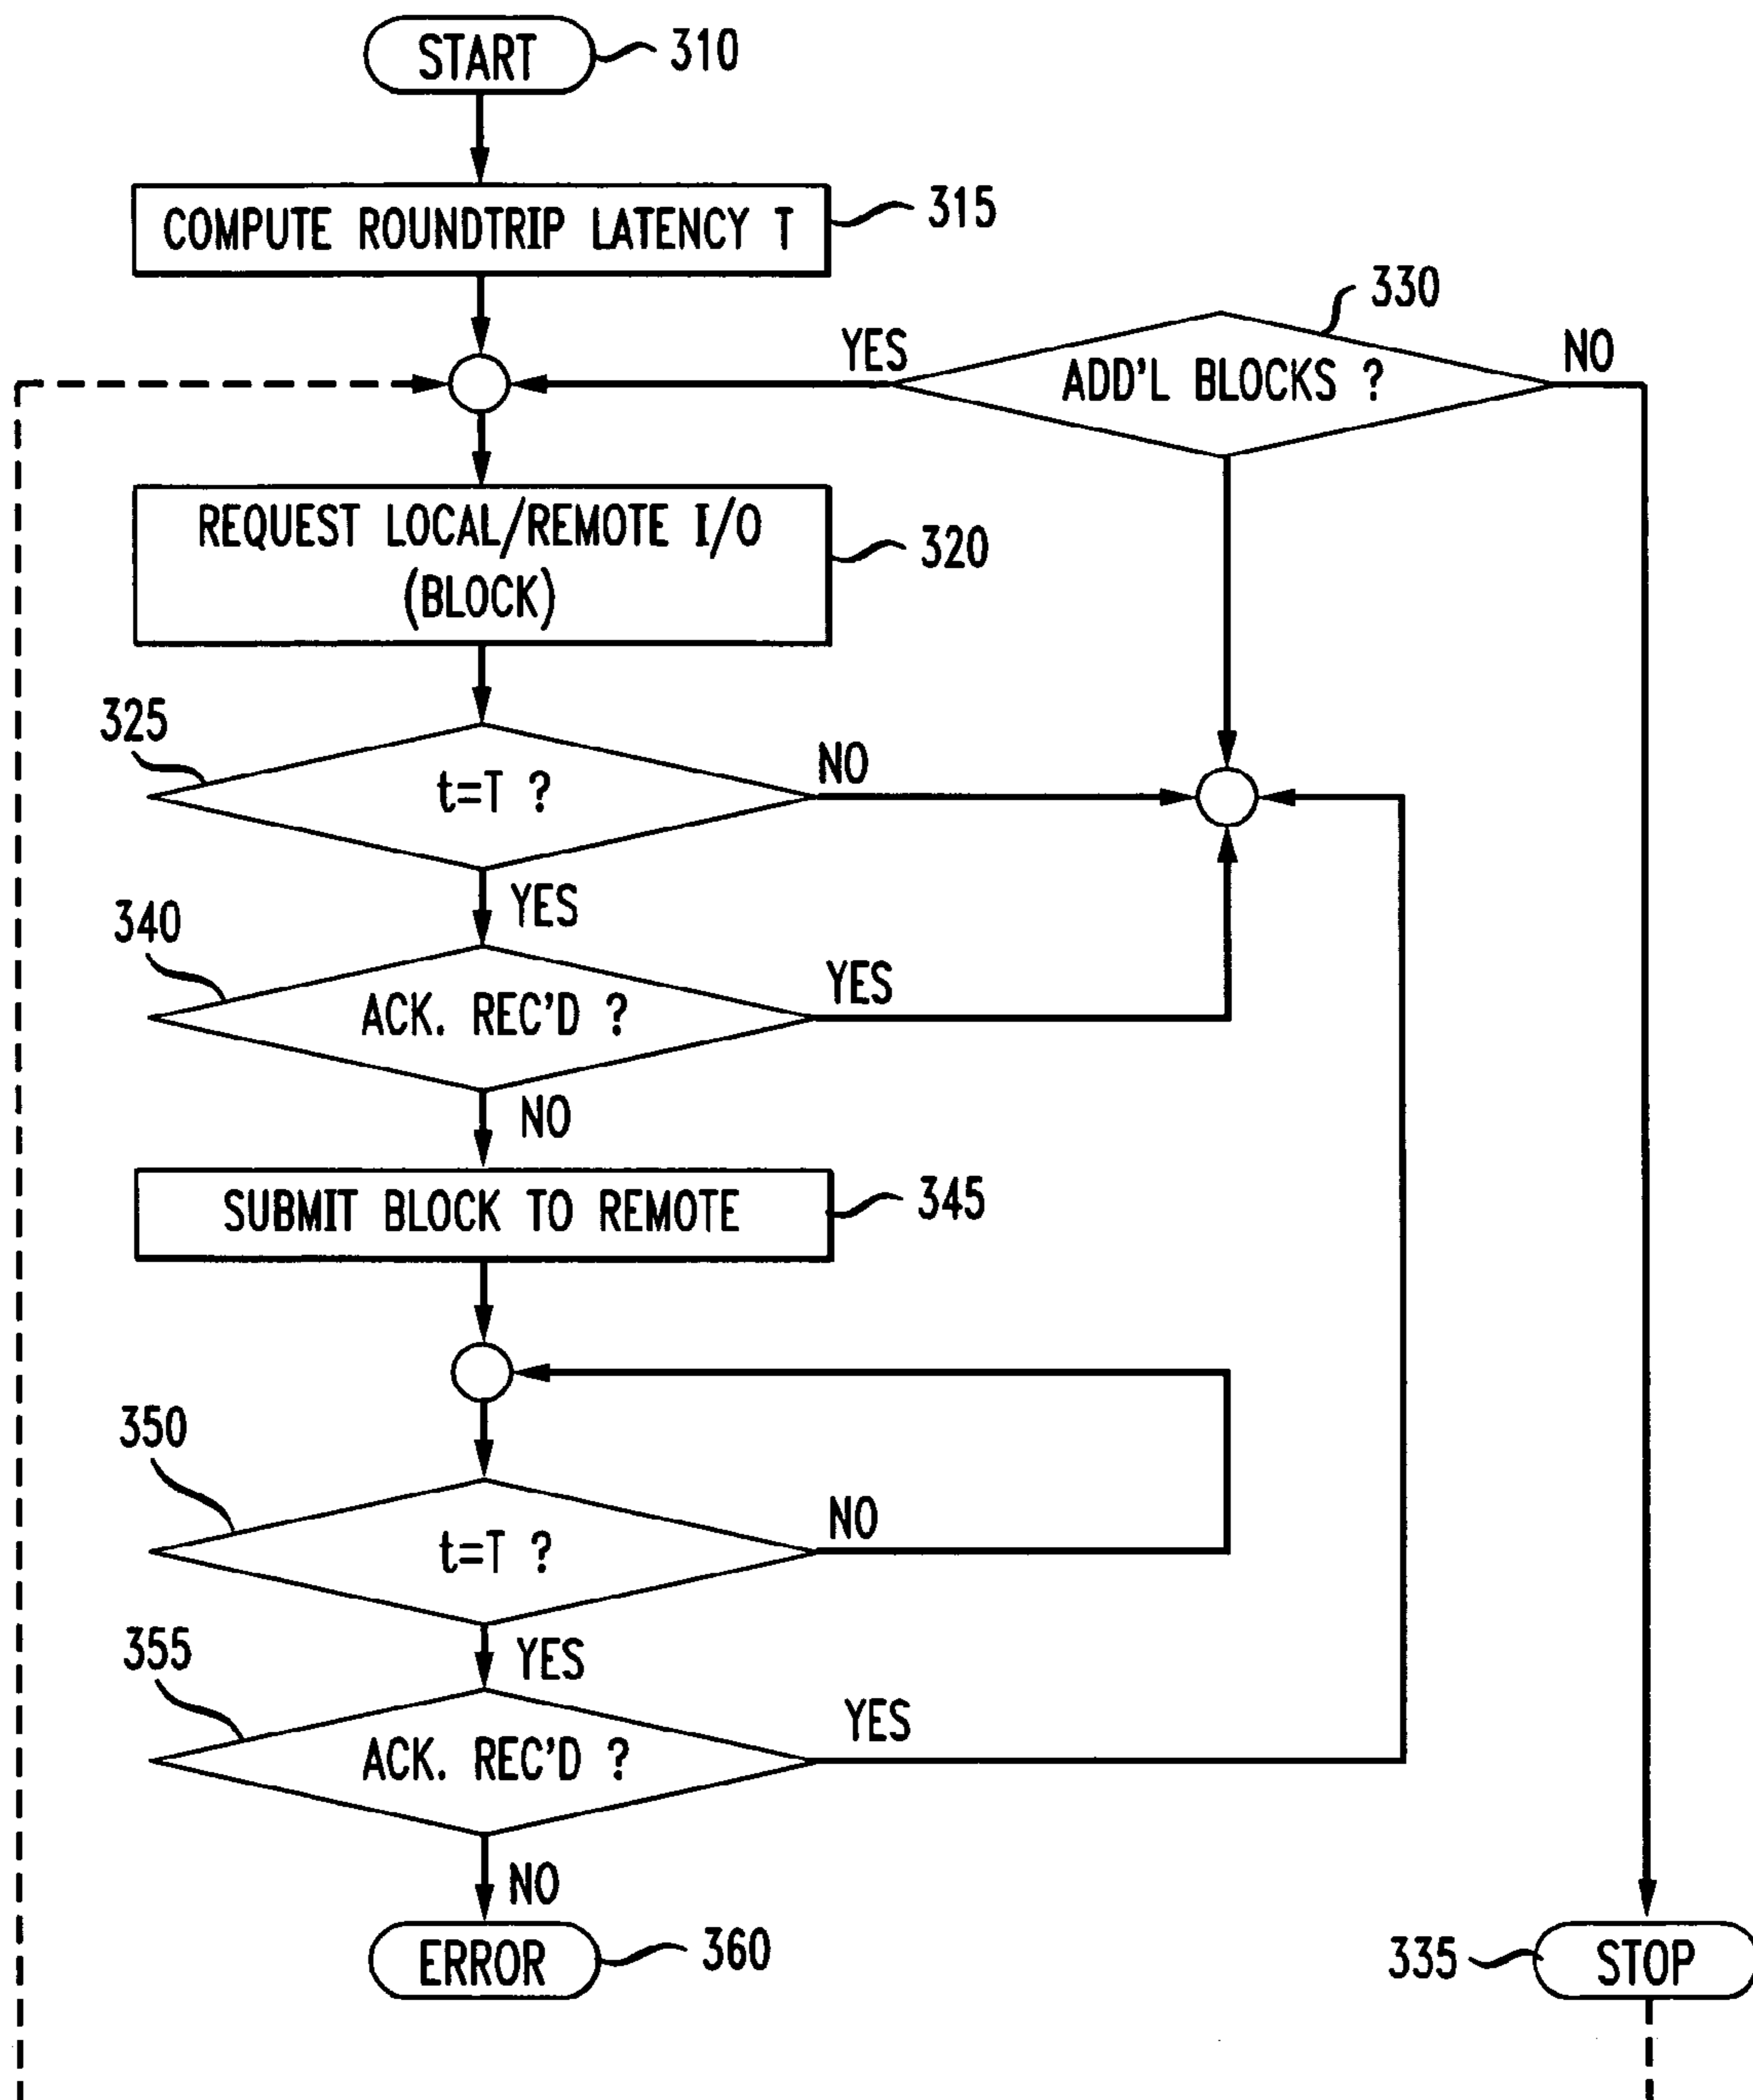 START
310
COMPUTE ROUNDTRIP LATENCY T
315
330
YES
ADD'L BLOCKS ?
NO
REQUEST LOCAL/REMOTE I/O
(BLOCK)
320
325
t=T ?
NO
YES
340
ACK. REC'D ?
YES
NO
SUBMIT BLOCK TO REMOTE
345
350
t=T ?
NO
YES
355
ACK. REC'D ?
YES
NO
ERROR
360
335
STOP